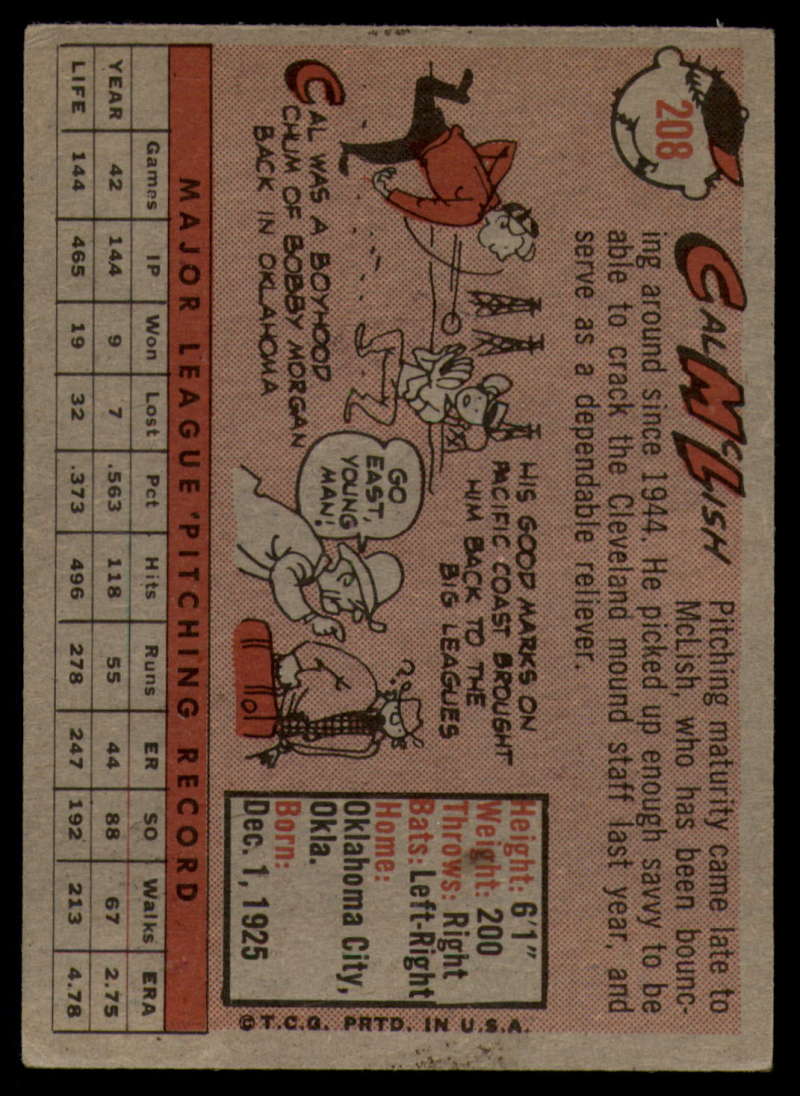 208
CAL McLISH
Pitching maturity came late to
McLish, who has been bounc-
ing around since 1944. He picked up enough savvy to be
able to crack the Cleveland mound staff last year, and
serve as a dependable reliever.
CAL WAS A BOYHOOD
CHUM OF BOBBY MORGAN
BACK IN OKLAHOMA
HIS GOOD MARKS ON
PACIFIC COAST BROUGHT
HIM BACK TO THE
BIG LEAGUES
GO
EAST,
YOUNG
MAN!
?
Height: 6'1"
Weight: 200
Throws: Right
Bats: Left-Right
Home:
Oklahoma City,
Okla.
Born:
Dec. 1, 1925
© T.C.G. PRTD. IN U.S.A.
MAJOR LEAGUE PITCHING RECORD
Games IP Won Lost Pct Hits Runs ER SO Walks ERA
YEAR 42 144 9 7 .563 118 55 44 88 67 2.75
LIFE 144 465 19 32 .373 496 278 247 192 213 4.78